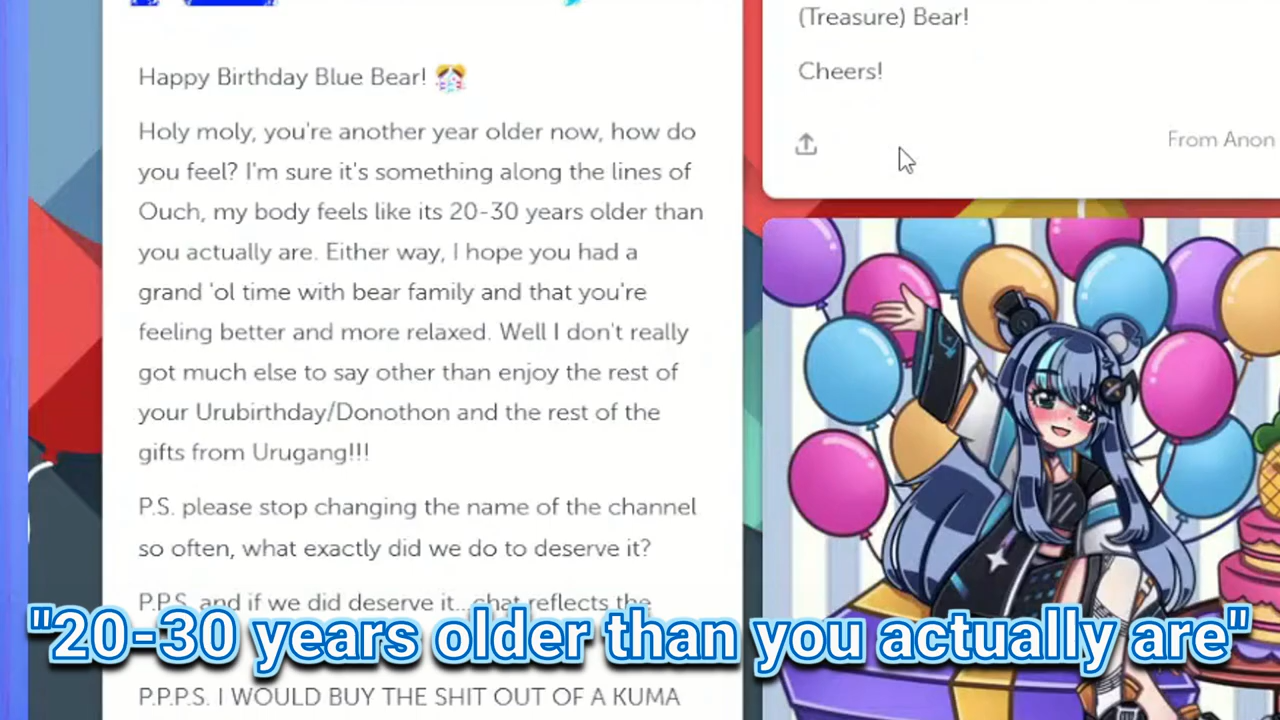 Happy Birthday Blue Bear!
Holy moly, you're another year older now, how do
you feel? I'm sure it's something along the lines of
Ouch, my body feels like its 20-30 years older than
you actually are. Either way, I hope you had a
grand 'ol time with bear family and that you're
feeling better and more relaxed. Well I don't really
got much else to say other than enjoy the rest of
your Urubirthday/Donothon and the rest of the
gifts from Urugang!!!
P.S. please stop changing the name of the channel
so often, what exactly did we do to deserve it?
P.P.S. and if we did deserve it...chat reflects the
P.P.P.S. I WOULD BUY THE SHIT OUT OF A KUMA
(Treasure) Bear!
Cheers!
From Anon
"20-30 years older than you actually are"